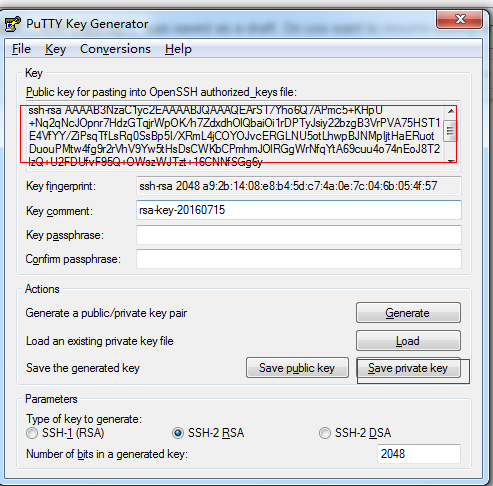 PuTTY Key Generator
File Key Conversions Help
Key
Public key for pasting into OpenSSH authorized_keys file:
ssh-rsa AAAAB3NzaC1yc2EAAAABJQAAAQEArST/Yho6Q7APmc5+KHpU
+Nq2qNcJOpnr7HdzGTqjrWpOK/h7ZdxdhOlQbaiOi1rDPTyJsiy22bzgB3VrPVA75HST1
E4VfYY/ZiPsqTfLsRq0SsBp5I/XRmL4jCOYOJvcERGLNU5otLhwpBJNMpIjtHaERuot
DuouPMtw4fg9r2rVhV9Yw5tHsDsCWKbCPmhmJOlRGgWrNfqYtA69cuu4o74nEoJ8T2
Key fingerprint: ssh-rsa 2048 a9:2b:14:08:e8:b4:5d:c7:4a:0e:7c:04:6b:05:4f:57
Key comment: rsa-key-20160715
Key passphrase:
Confirm passphrase:
Actions
Generate a public/private key pair Generate
Load an existing private key file Load
Save the generated key Save public key Save private key
Parameters
Type of key to generate:
SSH-1 (RSA) SSH-2 RSA SSH-2 DSA
Number of bits in a generated key: 2048